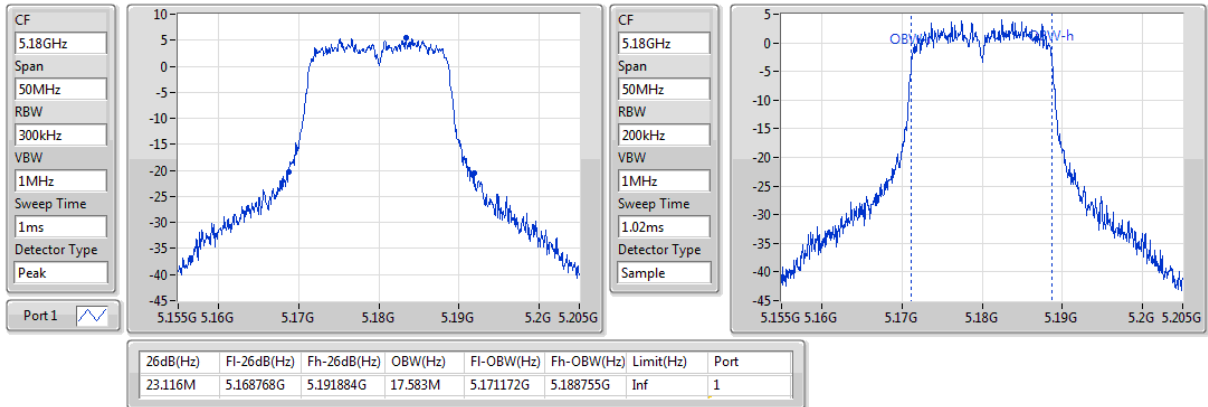 CF
5.18GHz
Span
50MHz
RBW
300kHz
VBW
1MHz
Sweep Time
1ms
Detector Type
Peak
Port 1
10
5
0
-5
-10
-15
-20
-25
-30
-35
-40
-45
5.155G 5.16G 5.17G 5.18G 5.19G 5.2G 5.205G
CF
5.18GHz
Span
50MHz
RBW
200kHz
VBW
1MHz
Sweep Time
1.02ms
Detector Type
Sample
5
0
-5
-10
-15
-20
-25
-30
-35
-40
-45
5.155G 5.16G 5.17G 5.18G 5.19G 5.2G 5.205G
26dB(Hz) Fl-26dB(Hz) Fh-26dB(Hz) OBW(Hz) Fl-OBW(Hz) Fh-OBW(Hz) Limit(Hz) Port
23.116M 5.168768G 5.191884G 17.583M 5.171172G 5.188755G Inf 1